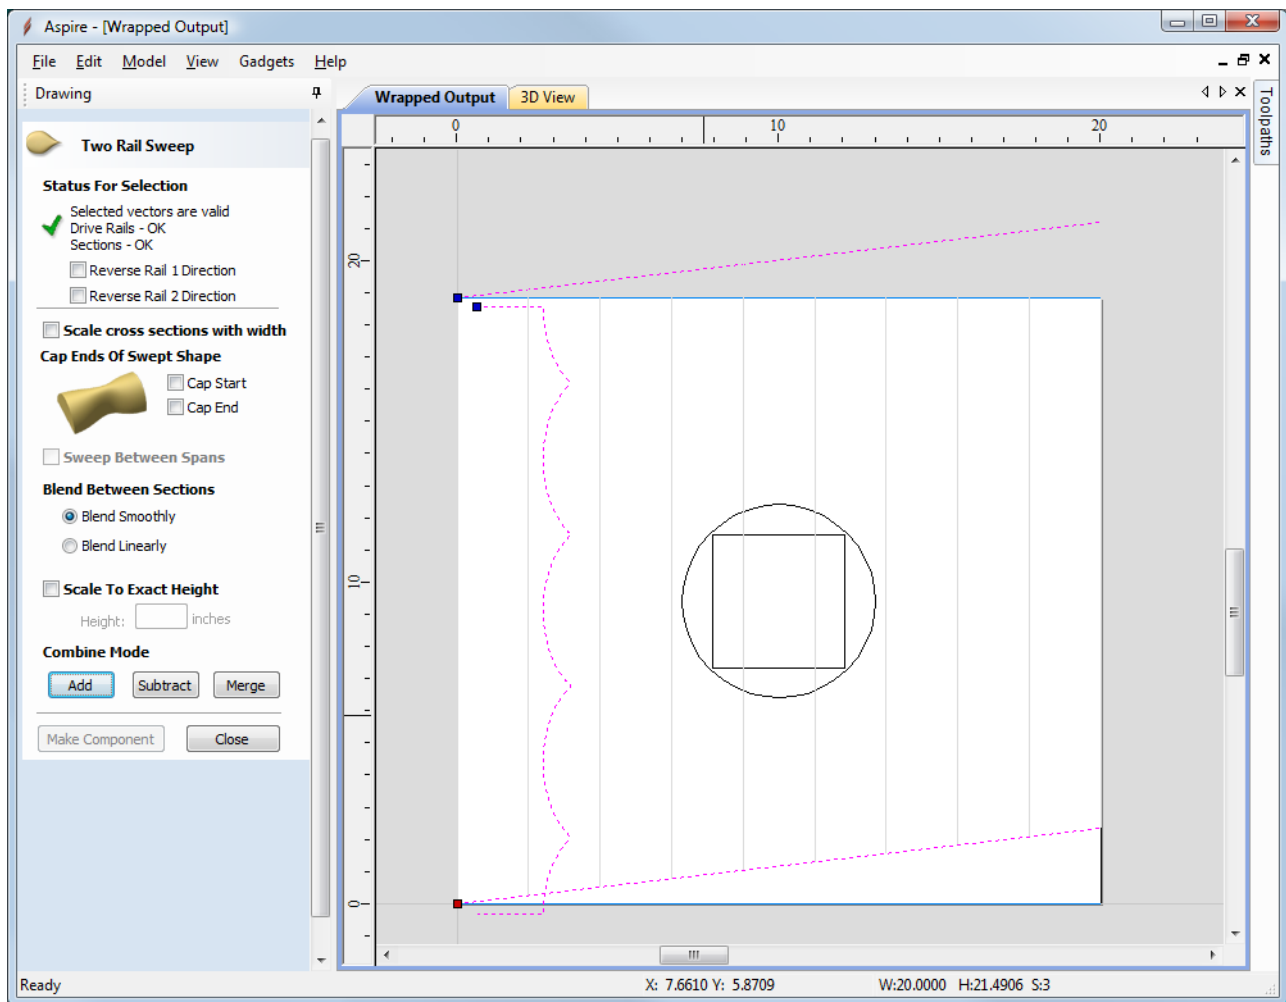 Aspire - [Wrapped Output]
File Edit Model View Gadgets Help
Drawing
Wrapped Output 3D View
Toolpaths
0 10 20
Two Rail Sweep
Status For Selection
Selected vectors are valid
Drive Rails - OK
Sections - OK
Reverse Rail 1 Direction
Reverse Rail 2 Direction
Scale cross sections with width
Cap Ends Of Swept Shape
Cap Start
Cap End
Sweep Between Spans
Blend Between Sections
Blend Smoothly
Blend Linearly
Scale To Exact Height
Height: inches
Combine Mode
Add Subtract Merge
Make Component Close
20
10
0
Ready X: 7.6610 Y: 5.8709 W:20.0000 H:21.4906 S:3